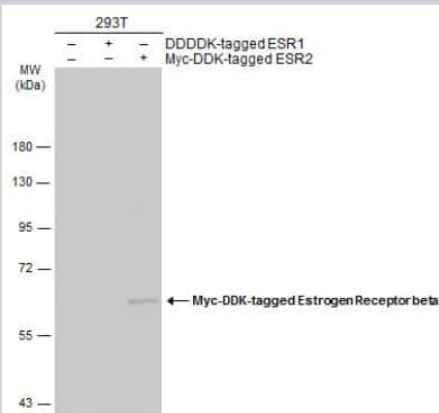 293T
– + – DDDDK-tagged ESR1
– – + Myc-DDK-tagged ESR2
MW
(kDa)
180
130
95
72
Myc-DDK-tagged Estrogen Receptor beta
55
43